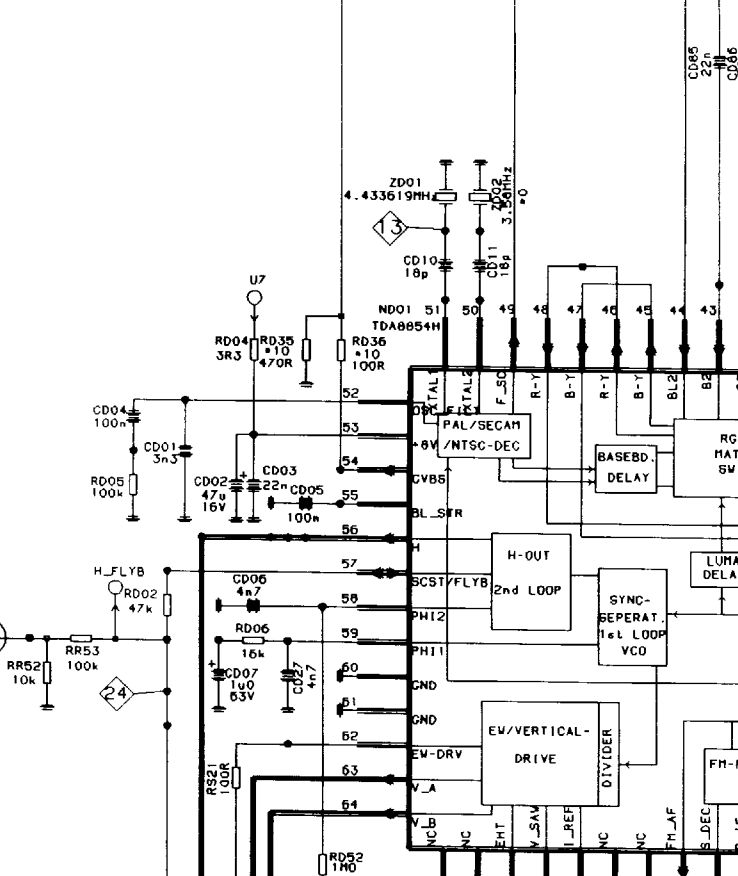 CD85
22n
CD86
ZD01
4.433619MHz
ZD02
3.58MHz
*0
13
CD10
18p
CD11
18p
U7
ND01
TDA8854H
51
50
49
48
47
46
45
44
43
RD04
3R3
RD35
*10
470R
RD36
*10
100R
XTAL1
XTAL2
F_SC
R-Y
B-Y
R-Y
B-Y
BL2
B2
52
CD04
100n
CD01
3n3
53
+8V
PAL/SECAM
/NTSC-DEC
BASEBD.
DELAY
RG
MAT
SW
RD05
100k
CD02
47u
16V
+
CD03
22n
54
CVBS
CD05
100n
55
BL_STR
56
H
H-OUT
2nd LOOP
LUMA
DELA
H_FLYB
57
SCST/FLYB
RD02
47k
CD06
4n7
58
PHI2
SYNC-
SEPERAT.
1st LOOP
VCO
RD06
15k
59
PHI1
RR52
10k
RR53
100k
24
+
CD07
1u0
63V
CD27
4n7
60
GND
61
GND
62
EW-DRV
EW/VERTICAL-
DRIVE
DIVIDER
RS21
100R
63
V_A
64
V_B
NC
NC
EHT
V_SAW
I_REF
NC
NC
FM_AF
S_DEC
RD52
1M0